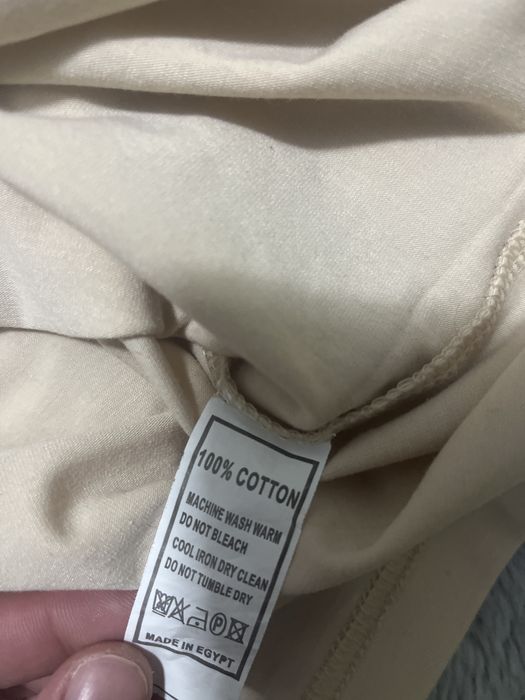 100% COTTON
MACHINE WASH WARM
DO NOT BLEACH
COOL IRON DRY CLEAN
DO NOT TUMBLE DRY
P
MADE IN EGYPT